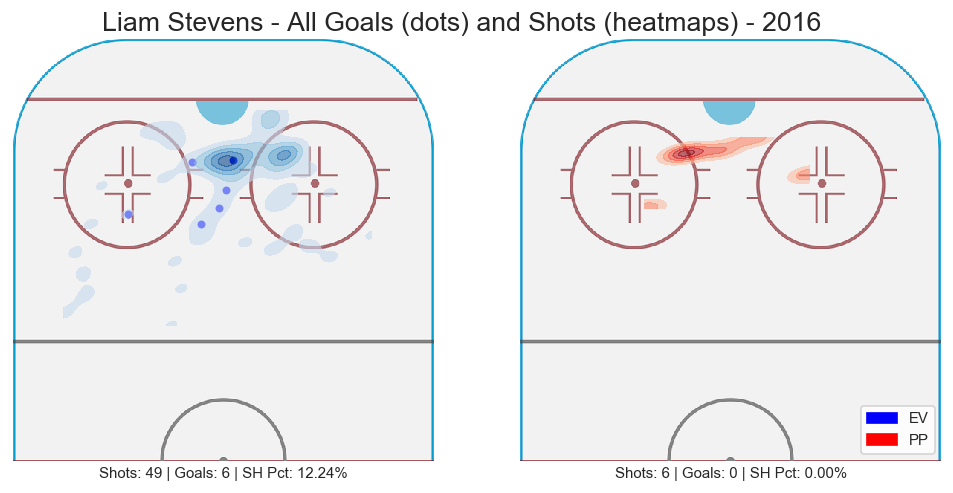 Liam Stevens - All Goals (dots) and Shots (heatmaps) - 2016
EV
PP
Shots: 49 | Goals: 6 | SH Pct: 12.24%
Shots: 6 | Goals: 0 | SH Pct: 0.00%